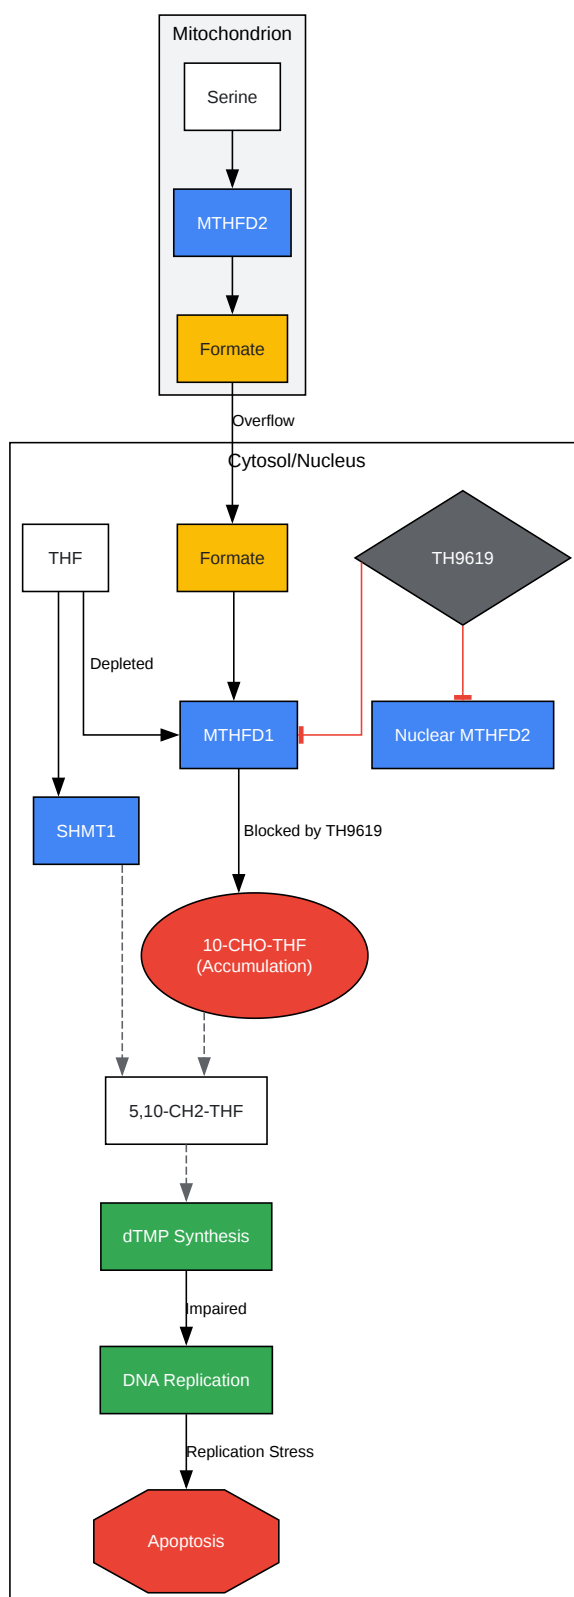 Mitochondrion
Serine
MTHFD2
Formate
Overflow
Cytosol/Nucleus
THF
Formate
TH9619
Depleted
MTHFD1
Nuclear MTHFD2
SHMT1
Blocked by TH9619
10-CHO-THF
(Accumulation)
5,10-CH2-THF
dTMP Synthesis
Impaired
DNA Replication
Replication Stress
Apoptosis